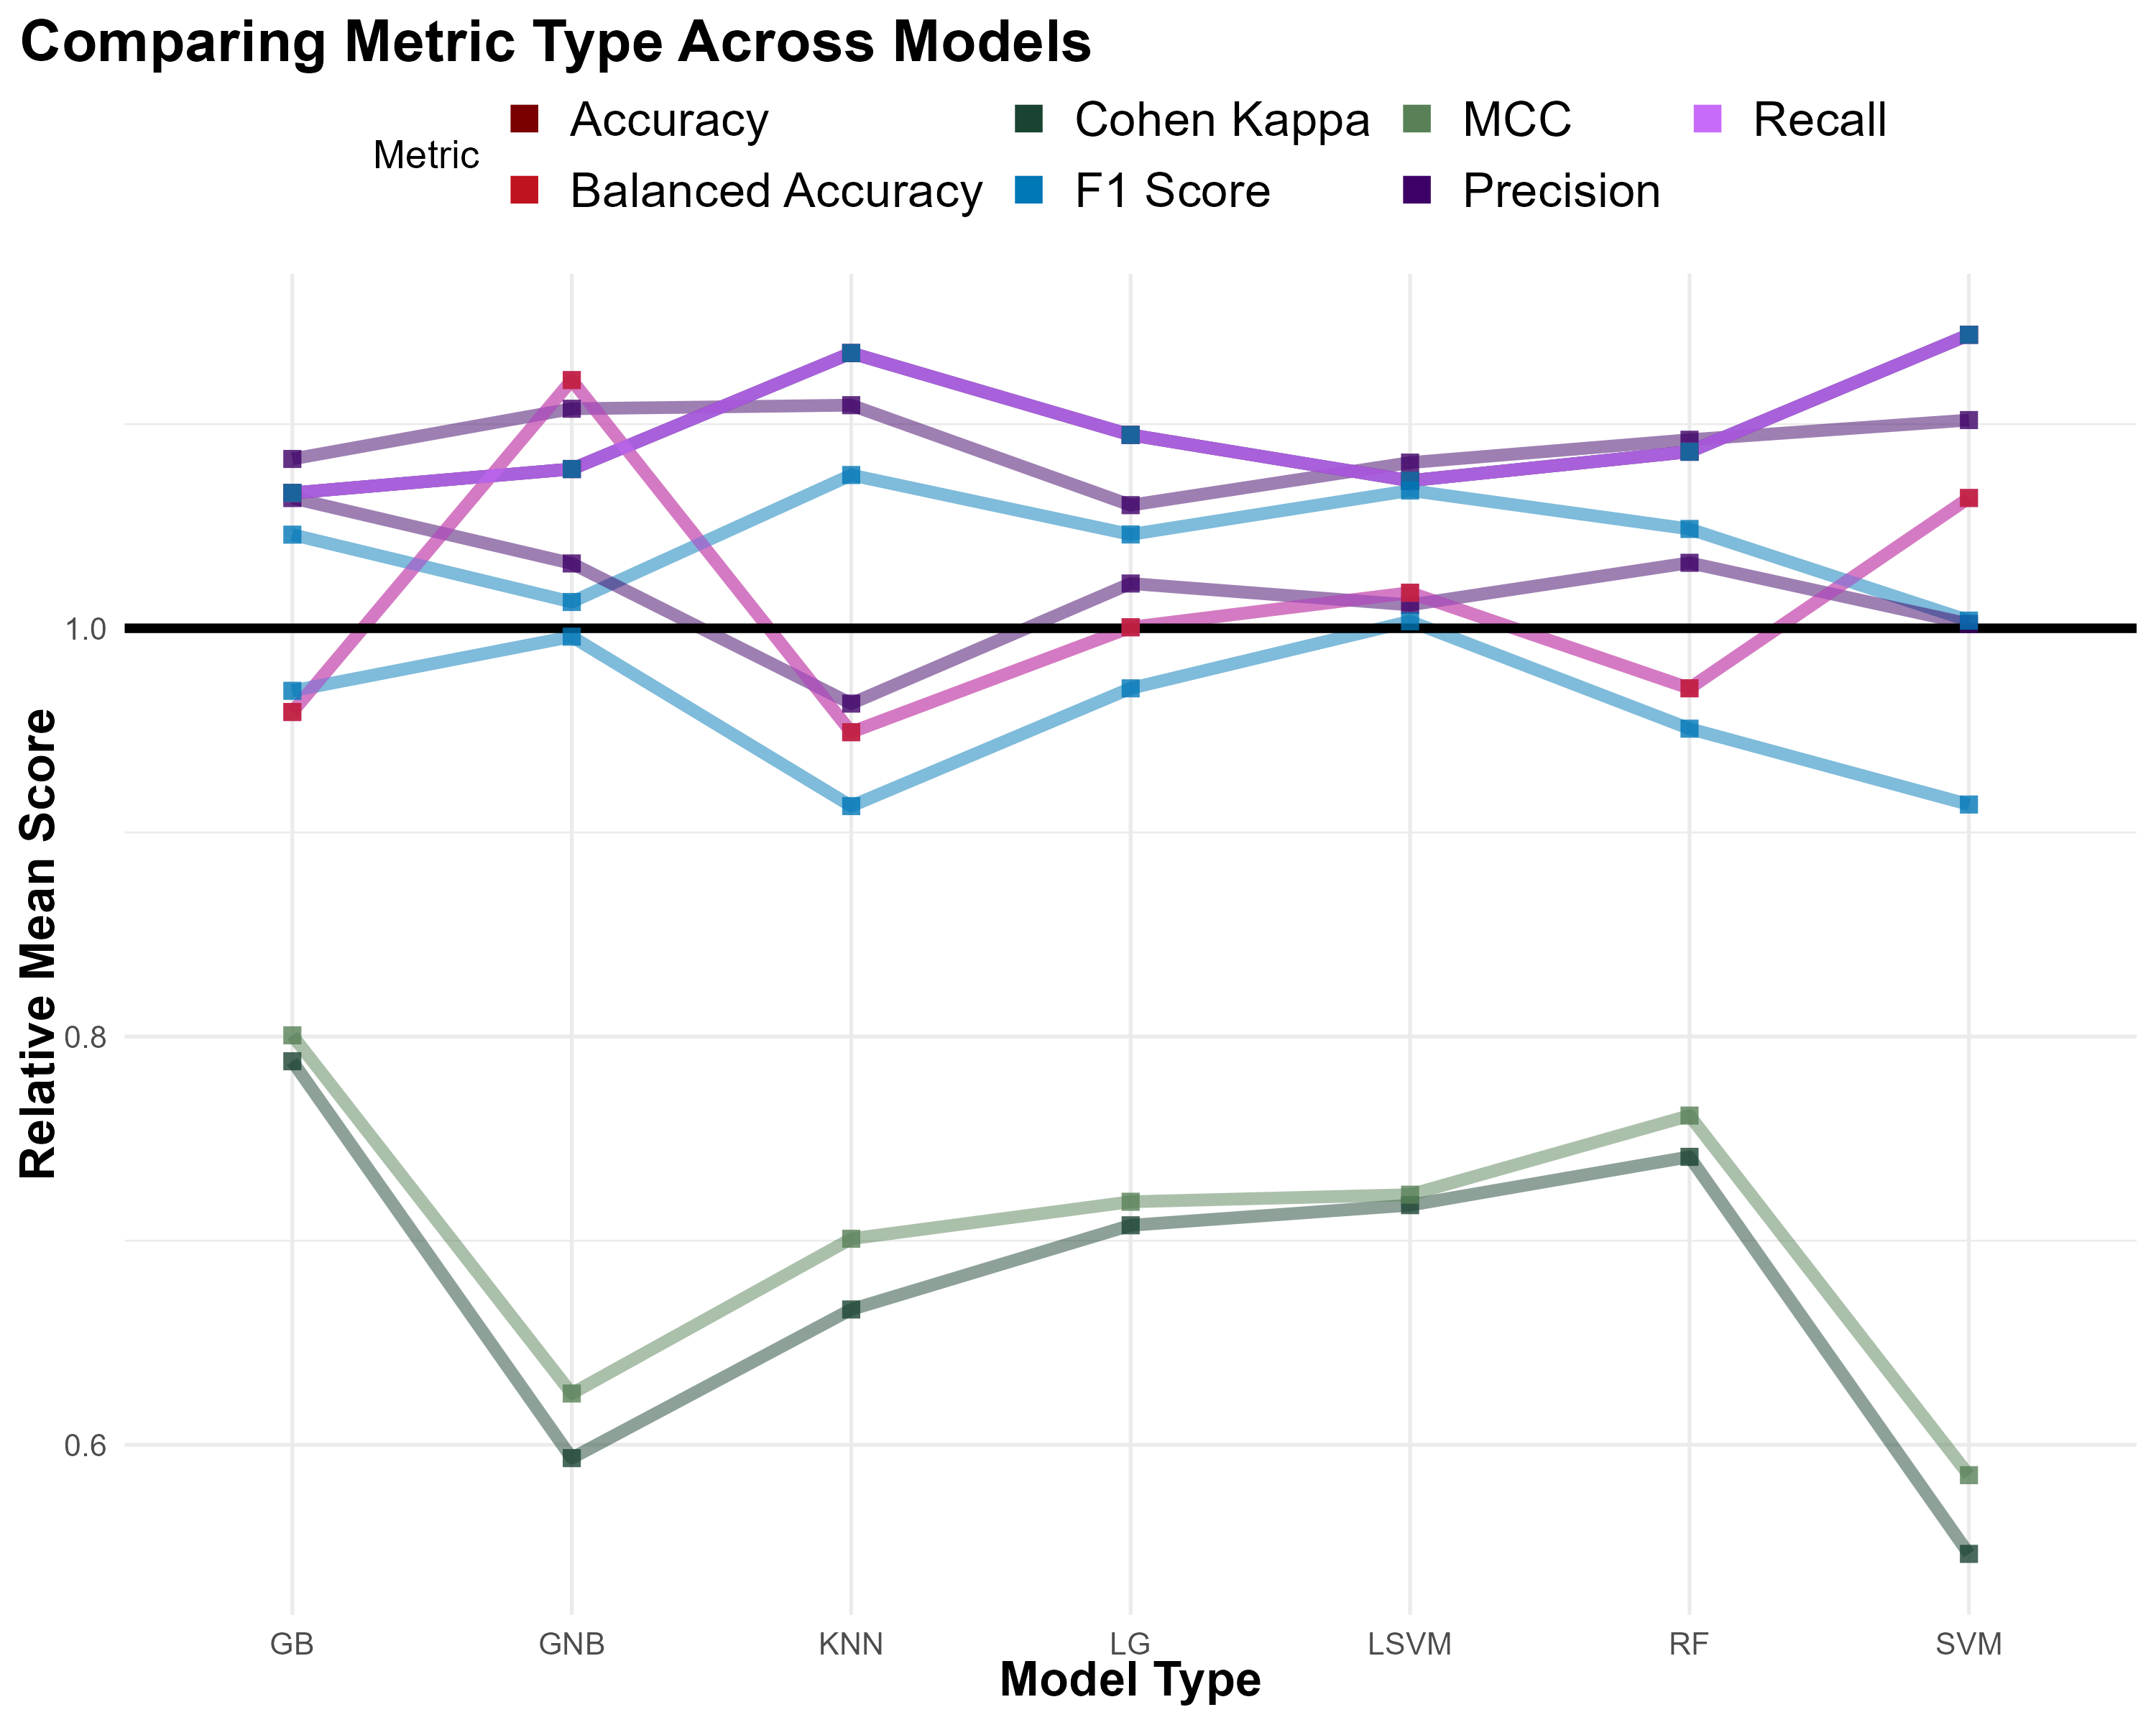 Comparing Metric Type Across Models
Metric
Accuracy
Cohen Kappa
MCC
Recall
Balanced Accuracy
F1 Score
Precision
Relative Mean Score
1.0
0.8
0.6
GB
GNB
KNN
LG
LSVM
RF
SVM
Model Type